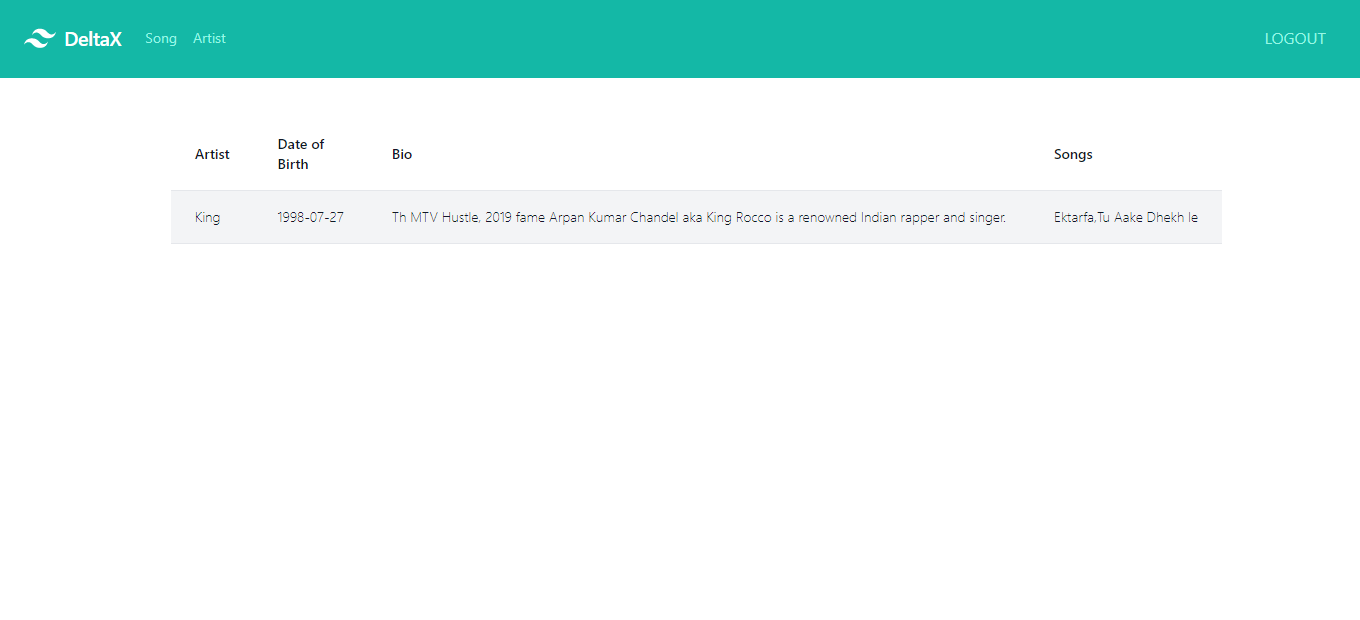 DeltaX Song Artist LOGOUT
Artist Date of Birth Bio Songs
King 1998-07-27 Th MTV Hustle, 2019 fame Arpan Kumar Chandel aka King Rocco is a renowned Indian rapper and singer. Ektarfa,Tu Aake Dhekh le